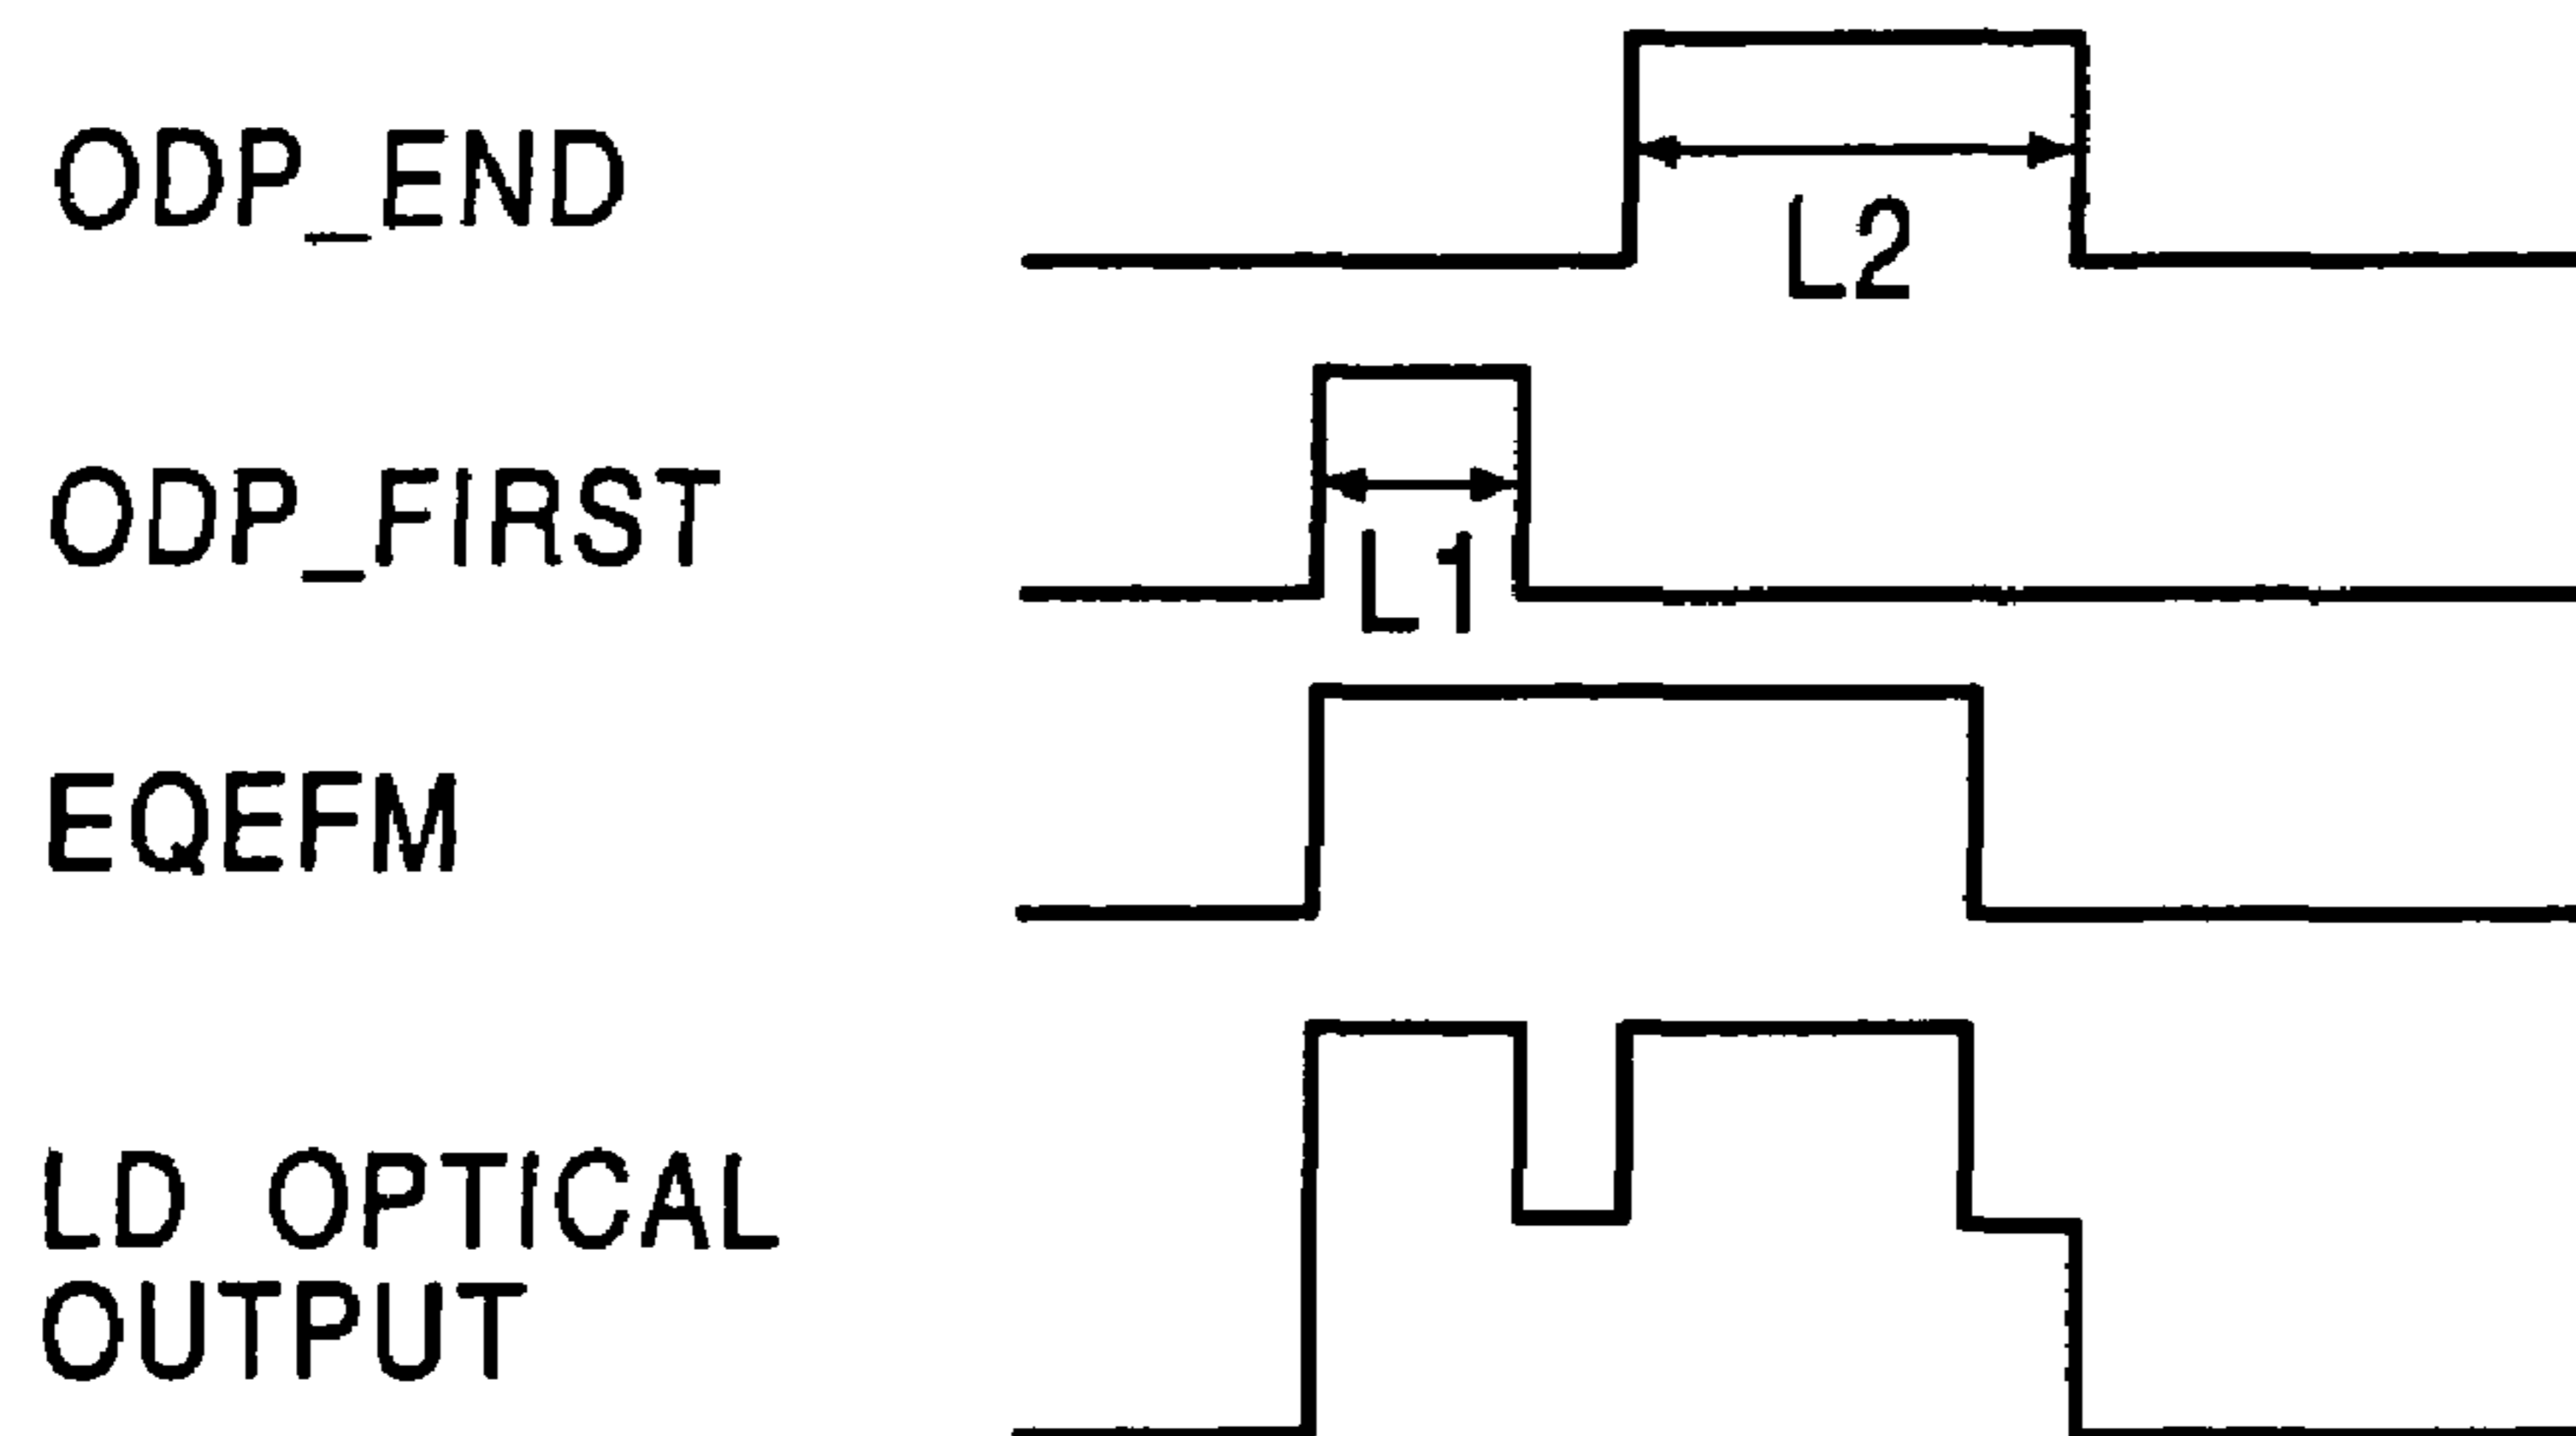 ODP_END
L2
ODP_FIRST
L1
EQEFM
LD OPTICAL
OUTPUT